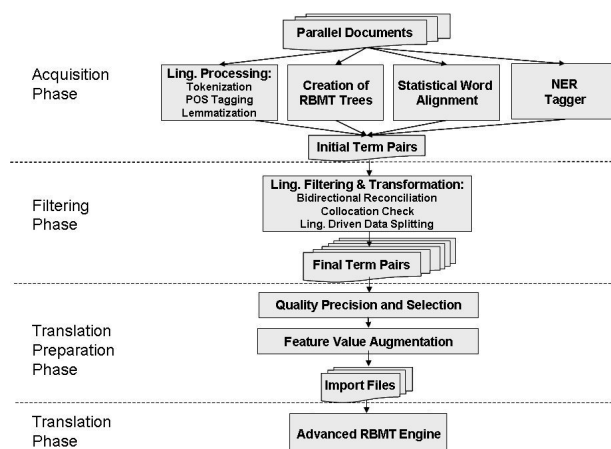 Parallel Documents
Acquisition
Phase
Ling. Processing:
Tokenization
POS Tagging
Lemmatization
Creation of
RBMT Trees
Statistical Word
Alignment
NER
Tagger
Initial Term Pairs
Filtering
Phase
Ling. Filtering & Transformation:
Bidirectional Reconciliation
Collocation Check
Ling. Driven Data Splitting
Final Term Pairs
Translation
Preparation
Phase
Quality Precision and Selection
Feature Value Augmentation
Import Files
Translation
Phase
Advanced RBMT Engine